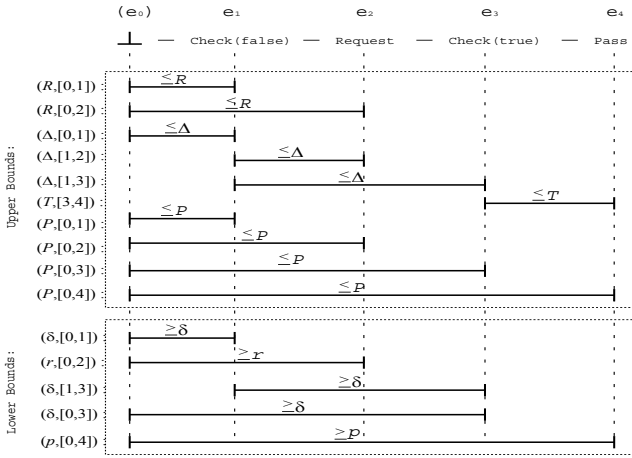 (e₀) e₁ e₂ e₃ e₄
⊥ — Check(false) — Request — Check(true) — Pass
Upper Bounds:
(R,[0,1]) : ≤R
(R,[0,2]) : ≤R
(Δ,[0,1]) : ≤Δ
(Δ,[1,2]) : ≤Δ
(Δ,[1,3]) : ≤Δ
(T,[3,4]) : ≤T
(P,[0,1]) : ≤P
(P,[0,2]) : ≤P
(P,[0,3]) : ≤P
(P,[0,4]) : ≤P
Lower Bounds:
(δ,[0,1]) : ≥δ
(r,[0,2]) : ≥r
(δ,[1,3]) : ≥δ
(δ,[0,3]) : ≥δ
(p,[0,4]) : ≥p